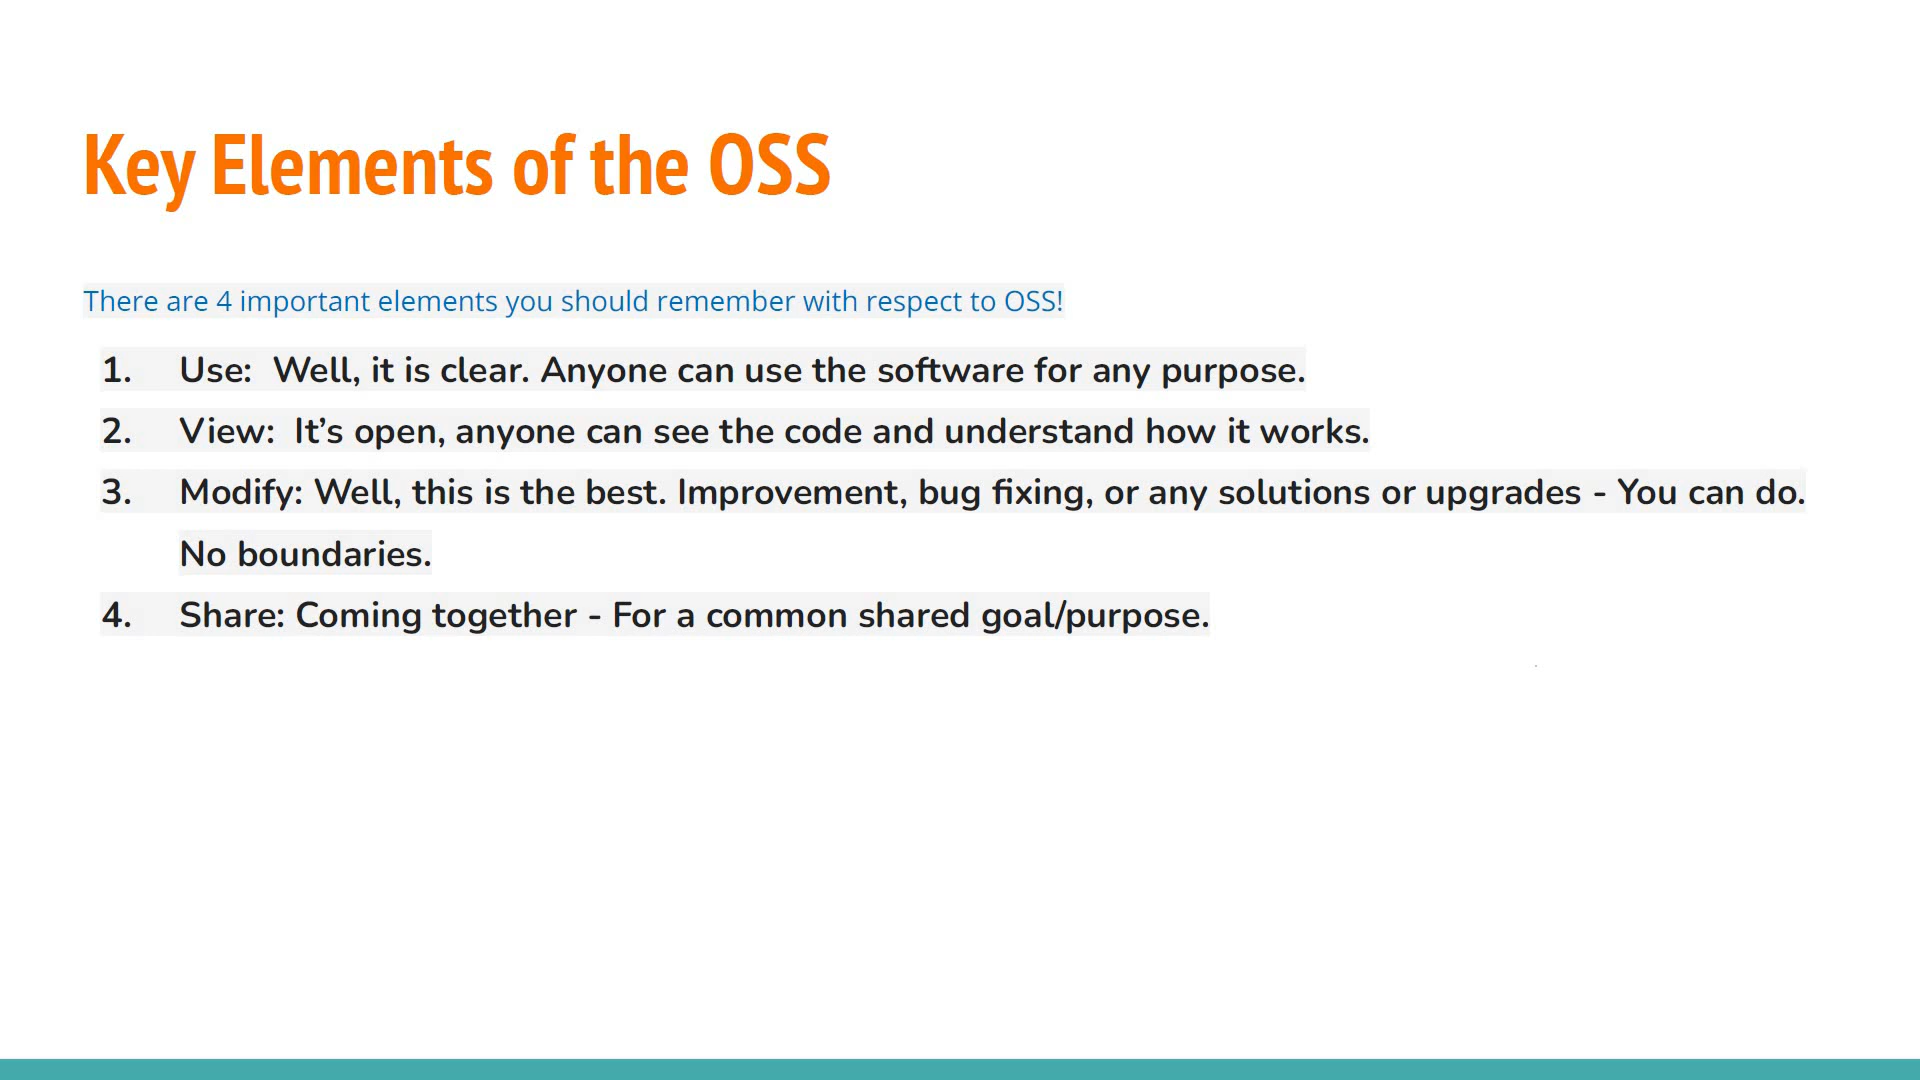 Key Elements of the OSS
There are 4 important elements you should remember with respect to OSS!
1. Use:  Well, it is clear. Anyone can use the software for any purpose.
2. View:  It’s open, anyone can see the code and understand how it works.
3. Modify: Well, this is the best. Improvement, bug fixing, or any solutions or upgrades - You can do.
No boundaries.
4. Share: Coming together - For a common shared goal/purpose.